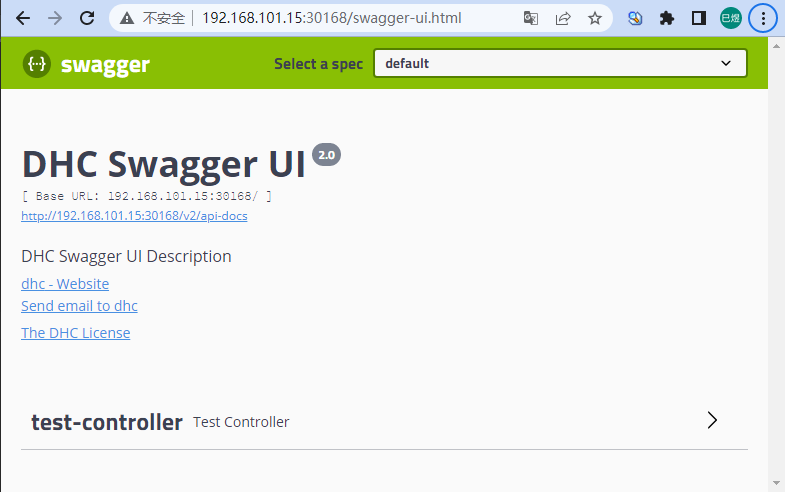 不安全 192.168.101.15:30168/swagger-ui.html 已煜
{··} swagger Select a spec default
DHC Swagger UI 2.0
[ Base URL: 192.168.101.15:30168/ ]
http://192.168.101.15:30168/v2/api-docs
DHC Swagger UI Description
dhc - Website
Send email to dhc
The DHC License
test-controller Test Controller